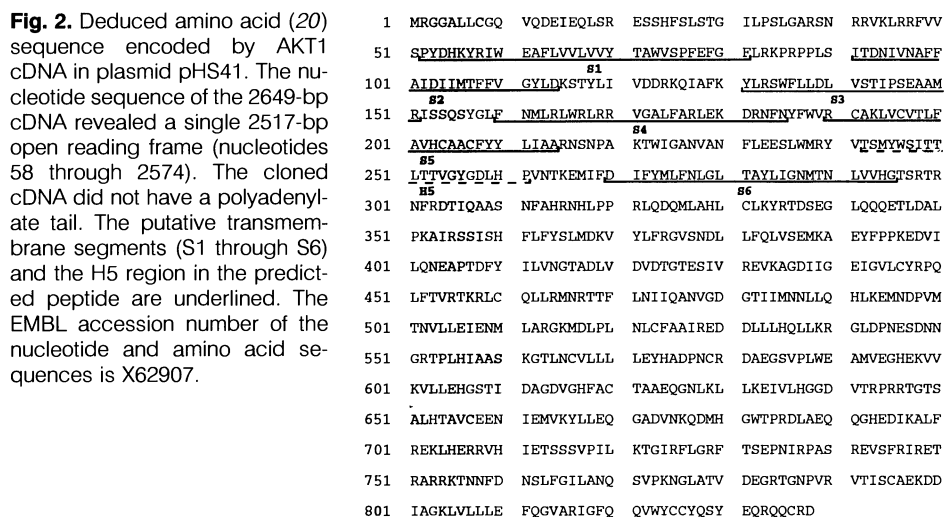 Fig. 2. Deduced amino acid (20)
sequence encoded by AKT1
cDNA in plasmid pHS41. The nu-
cleotide sequence of the 2649-bp
cDNA revealed a single 2517-bp
open reading frame (nucleotides
58 through 2574). The cloned
cDNA did not have a polyadenyl-
ate tail. The putative transmem-
brane segments (S1 through S6)
and the H5 region in the predict-
ed peptide are underlined. The
EMBL accession number of the
nucleotide and amino acid se-
quences is X62907.
1 MRGGALLCGQ VQDEIEQLSR ESSHFSLSTG ILPSLGARSN RRVKLRRFVV
51 SPYDHKYRIW EAFLVVLVVY TAWVSPFEFG FLRKPRPPLS ITDNIVNAFF
S1
101 AIDIIMTFFV GYLDKSTYLI VDDRKQIAFK YLRSWFLLDL VSTIPSEAAM
S2 S3
151 RISSQSYGLF NMLRLWRLRR VGALFARLEK DRNFNYFWVR CAKLVCVTLF
S4
201 AVHCAACFYY LIAARNSNPA KTWIGANVAN FLEESLWMRY VTSMYWSITT
S5
251 LTTVGYGDLH PVNTKEMIFD IFYMLFNLGL TAYLIGNMTN LVVHGTSRTR
H5 S6
301 NFRDTIQAAS NFAHRNHLPP RLQDQMLAHL CLKYRTDSEG LQQQETLDAL
351 PKAIRSSISH FLFYSLMDKV YLFRGVSNDL LFQLVSEMKA EYFPPKEDVI
401 LQNEAPTDFY ILVNGTADLV DVDTGTESIV REVKAGDIIG EIGVLCYRPQ
451 LFTVRTKRLC QLLRMNRTTF LNIIQANVGD GTIIMNNLLQ HLKEMNDPVM
501 TNVLLEIENM LARGKMDLPL NLCFAAIRED DLLLHQLLKR GLDPNESDNN
551 GRTPLHIAAS KGTLNCVLLL LEYHADPNCR DAEGSVPLWE AMVEGHEKVV
601 KVLLEHGSTI DAGDVGHFAC TAAEQGNLKL LKEIVLHGGD VTRPRRTGTS
651 ALHTAVCEEN IEMVKYLLEQ GADVNKQDMH GWTPRDLAEQ QGHEDIKALF
701 REKLHERRVH IETSSSVPIL KTGIRFLGRF TSEPNIRPAS REVSFRIRET
751 RARRKTNNFD NSLFGILANQ SVPKNGLATV DEGRTGNPVR VTISCAEKDD
801 IAGKLVLLLE FQGVARIGFQ QVWYCCYQSY EQRQQCRD